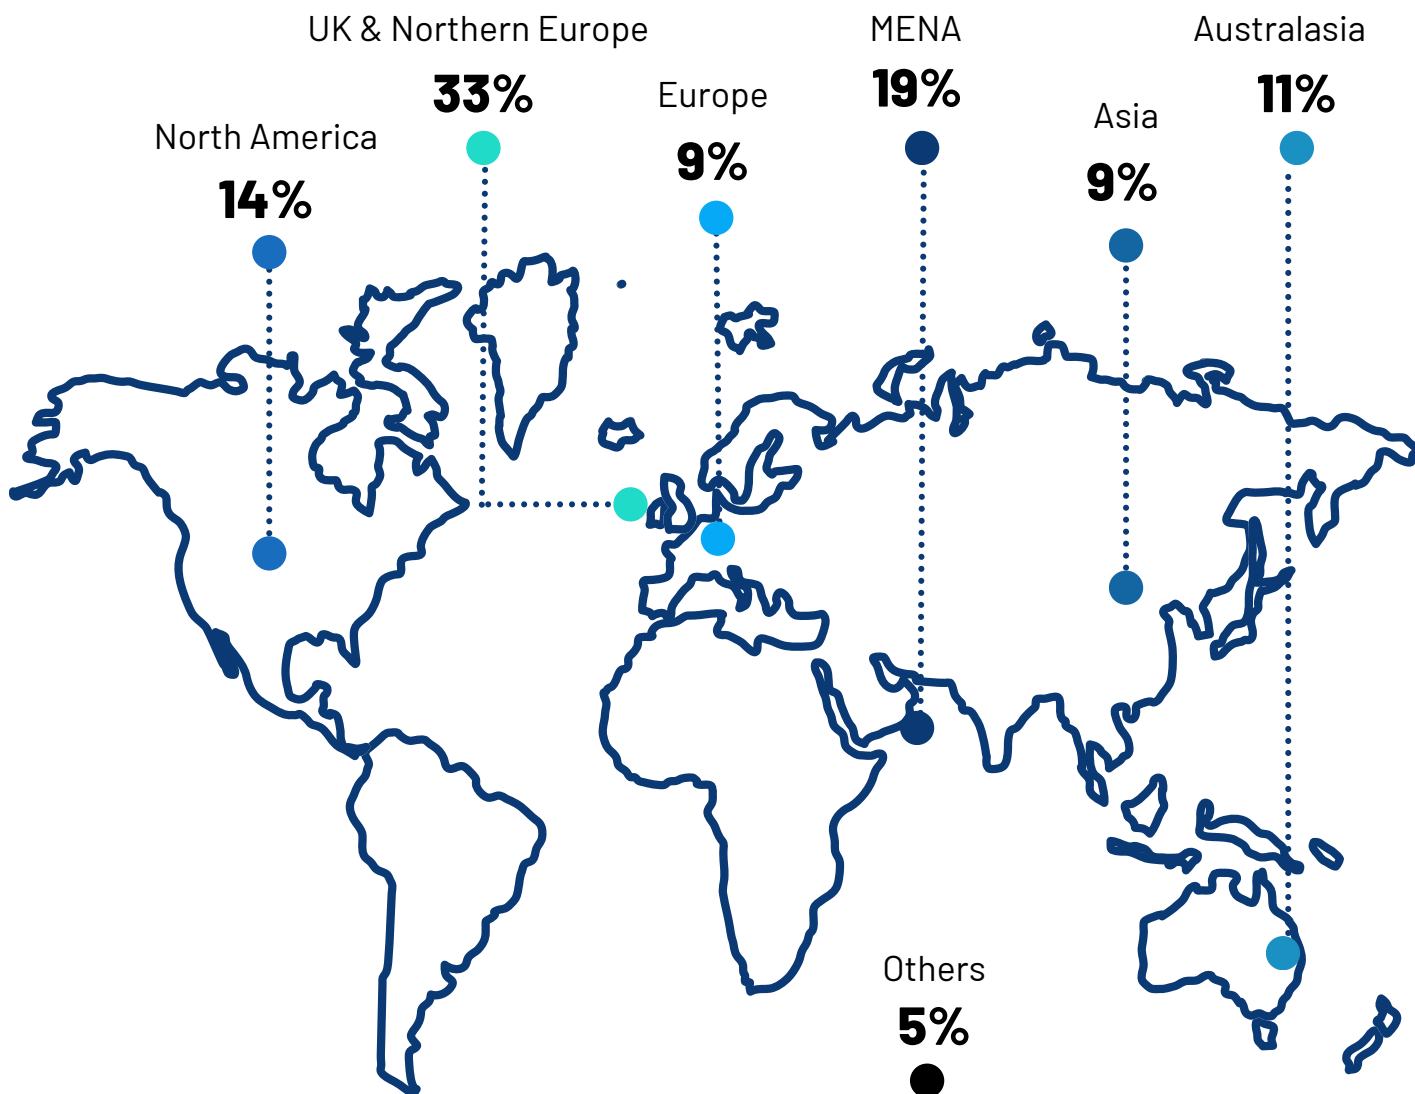 UK & Northern Europe
33%
MENA
19%
Australasia
11%
Europe
9%
Asia
9%
North America
14%
Others
5%